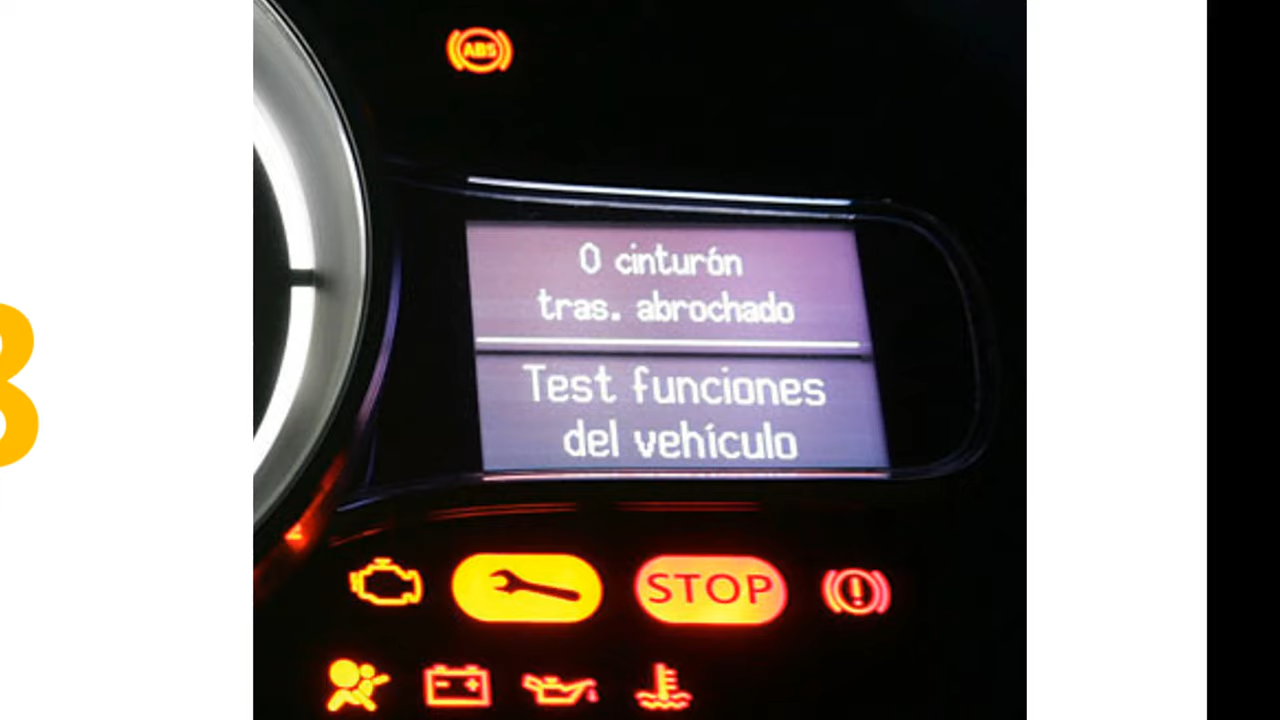 ABS
0 cinturón
tras. abrochado
Test funciones
del vehículo
STOP